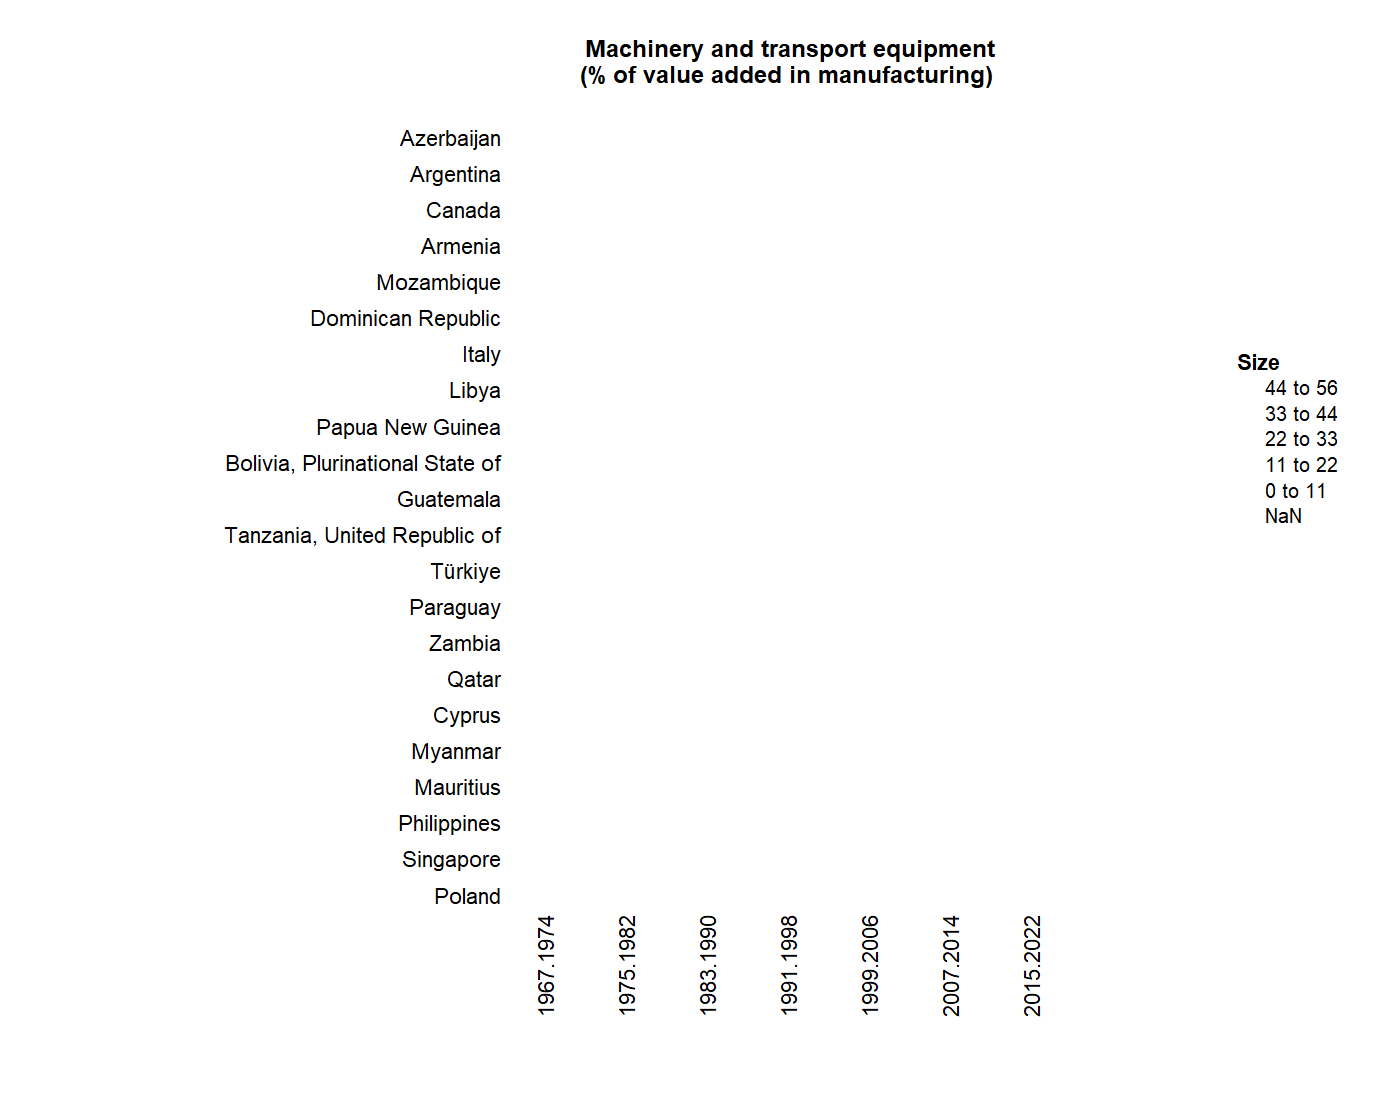 Machinery and transport equipment
(% of value added in manufacturing)
Azerbaijan
Argentina
Canada
Armenia
Mozambique
Dominican Republic
Italy
Libya
Papua New Guinea
Bolivia, Plurinational State of
Guatemala
Tanzania, United Republic of
Türkiye
Paraguay
Zambia
Qatar
Cyprus
Myanmar
Mauritius
Philippines
Singapore
Poland
1967.1974
1975.1982
1983.1990
1991.1998
1999.2006
2007.2014
2015.2022
Size
44 to 56
33 to 44
22 to 33
11 to 22
0 to 11
NaN